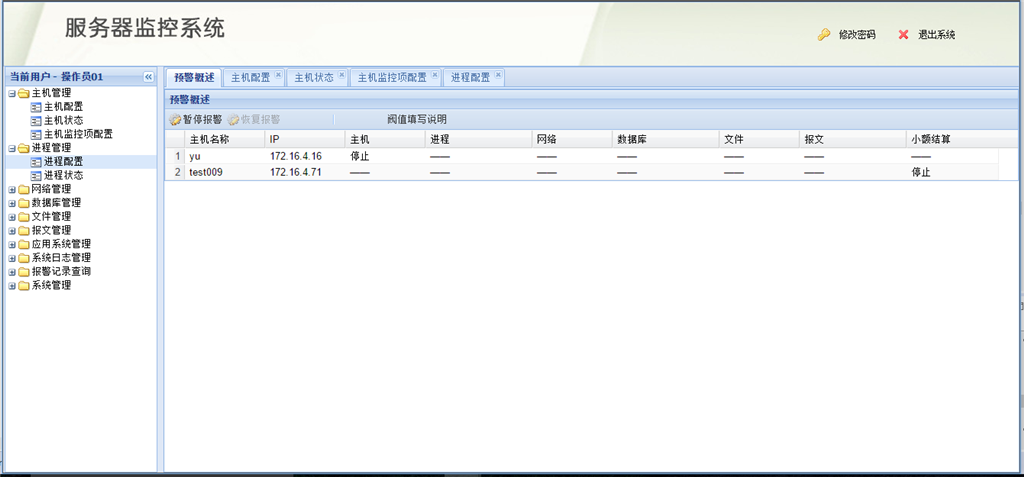 服务器监控系统
修改密码 退出系统
当前用户 - 操作员01
主机管理
主机配置
主机状态
主机监控项配置
进程管理
进程配置
进程状态
网络管理
数据库管理
文件管理
报文管理
应用系统管理
系统日志管理
报警记录查询
系统管理
预警概述 主机配置 主机状态 主机监控项配置 进程配置
预警概述
暂停报警 恢复报警 阀值填写说明
主机名称 IP 主机 进程 网络 数据库 文件 报文 小额结算
1 yu 172.16.4.16 停止 —— —— —— —— —— ——
2 test009 172.16.4.71 —— —— —— —— —— —— 停止